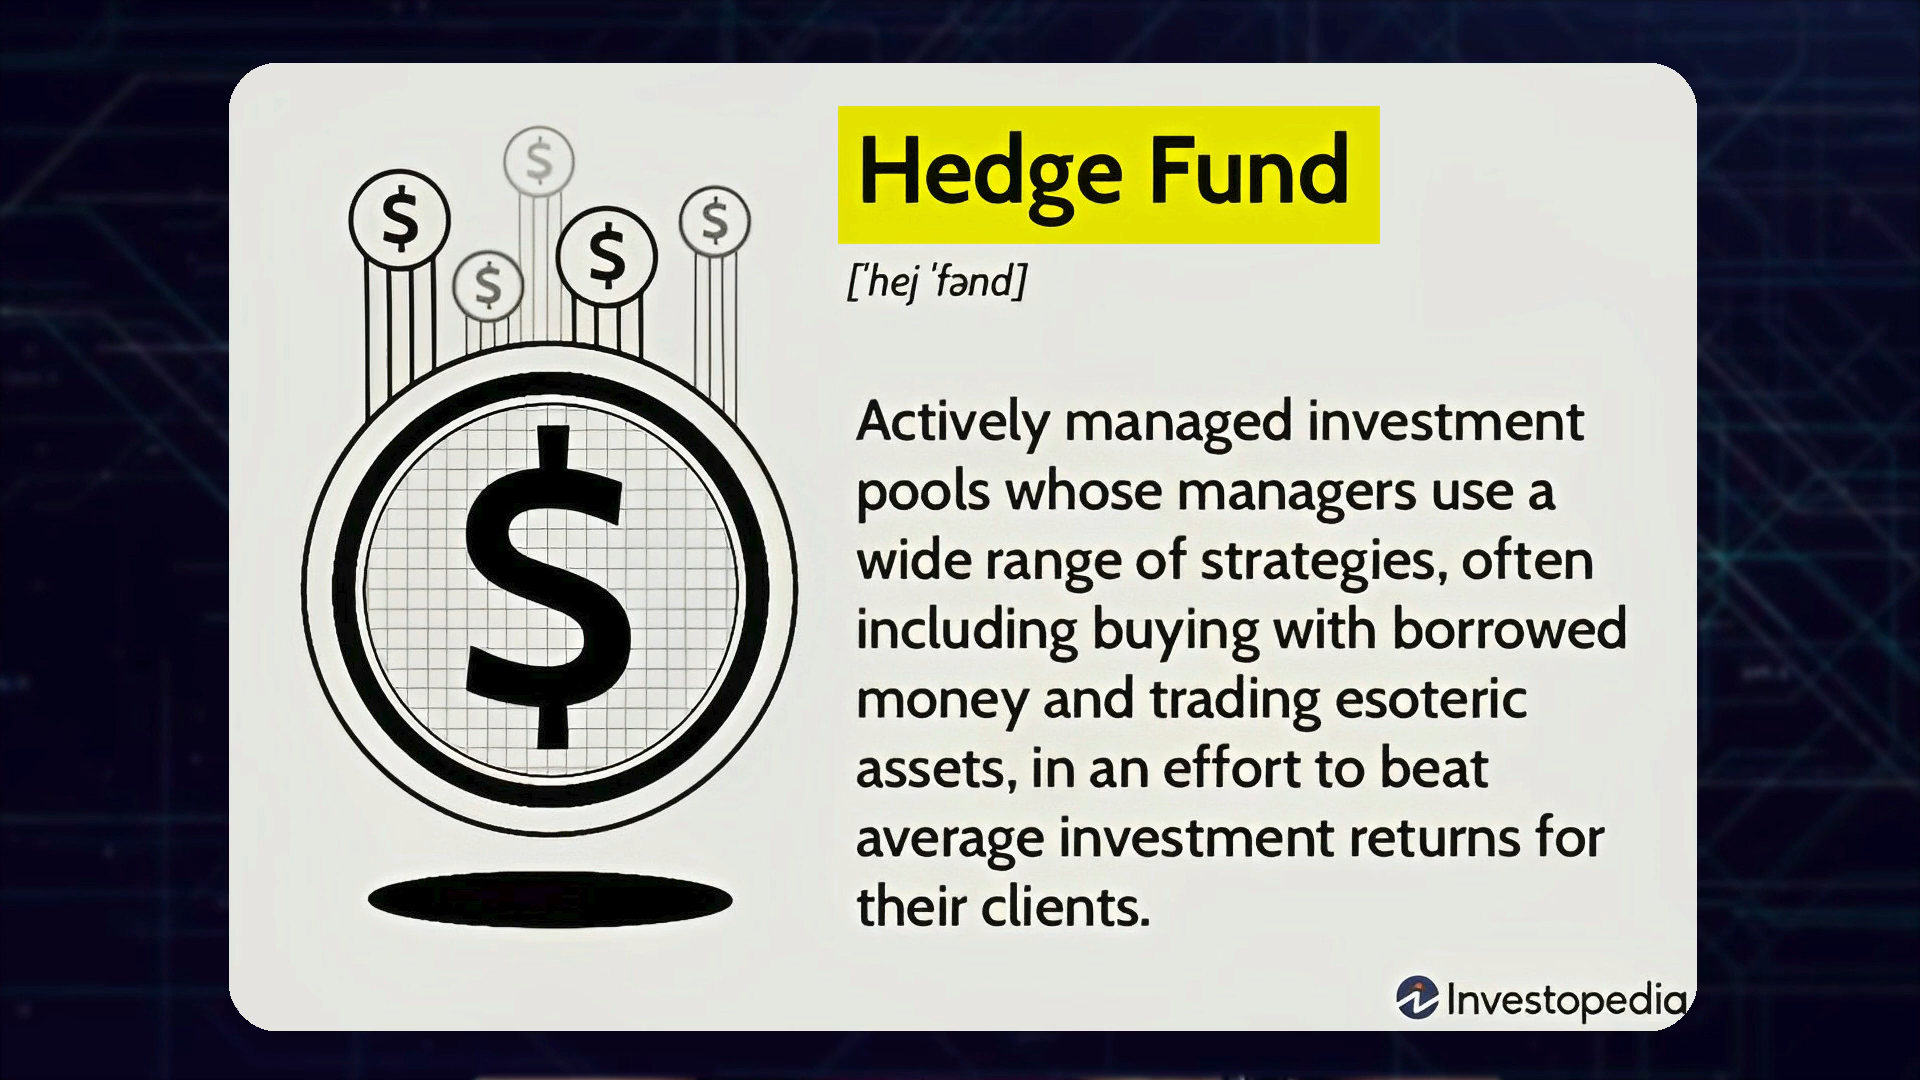 $
$
$
$
$
$
Hedge Fund
['hej 'fənd]
Actively managed investment
pools whose managers use a
wide range of strategies, often
including buying with borrowed
money and trading esoteric
assets, in an effort to beat
average investment returns for
their clients.
Investopedia